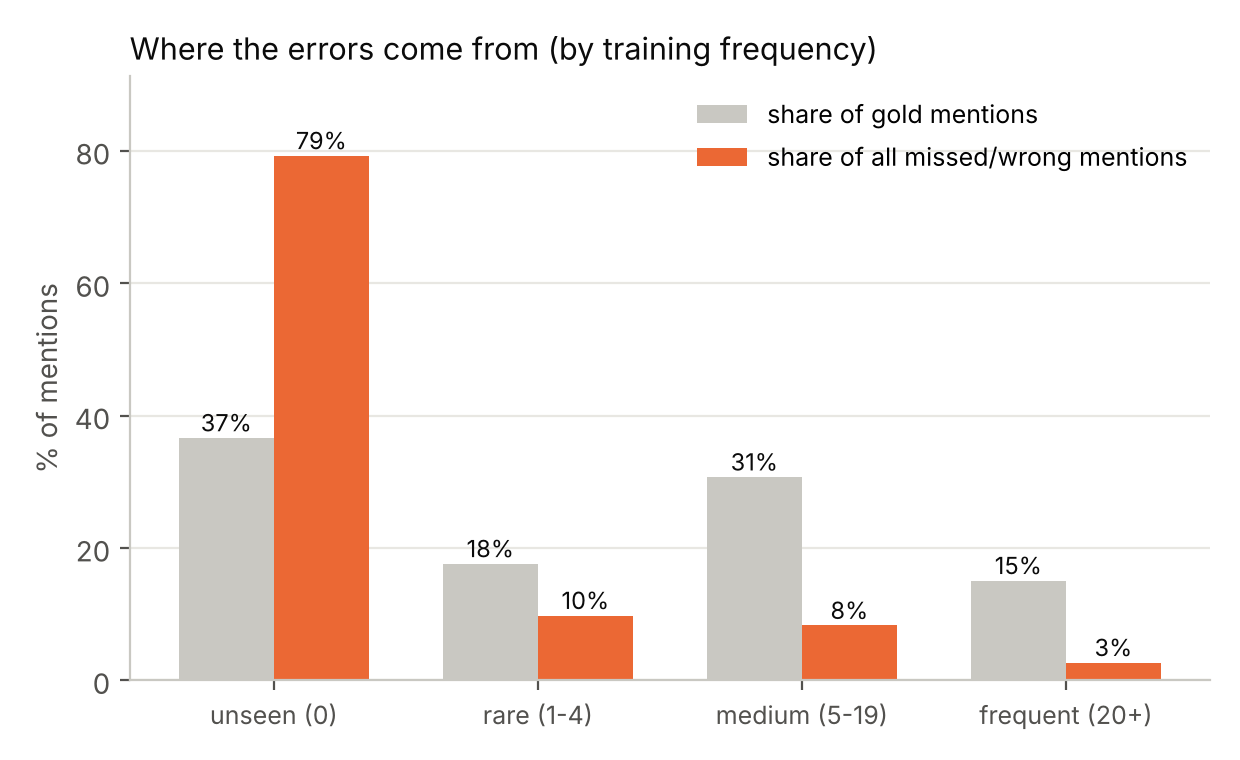 Where the errors come from (by training frequency)
share of gold mentions
share of all missed/wrong mentions
% of mentions
80
60
40
20
0
37%
79%
18%
10%
31%
8%
15%
3%
unseen (0)
rare (1-4)
medium (5-19)
frequent (20+)